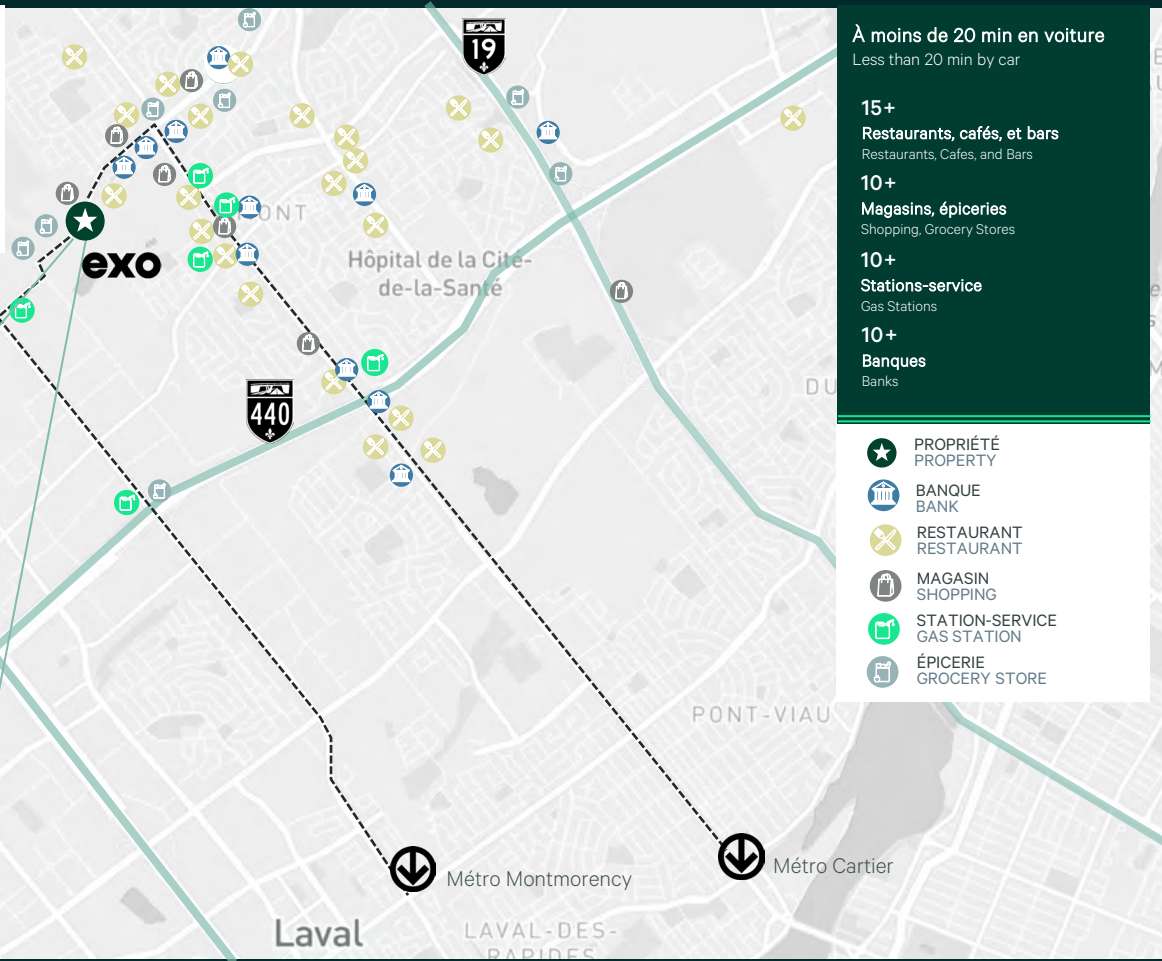 19
À moins de 20 min en voiture
Less than 20 min by car
15+
Restaurants, cafés, et bars
Restaurants, Cafes, and Bars
10+
Magasins, épiceries
Shopping, Grocery Stores
10+
Stations-service
Gas Stations
10+
Banques
Banks
ONT
exo
Hôpital de la Cité-
de-la-Santé
440
DU
PROPRIÉTÉ
PROPERTY
BANQUE
BANK
RESTAURANT
RESTAURANT
MAGASIN
SHOPPING
STATION-SERVICE
GAS STATION
ÉPICERIE
GROCERY STORE
PONT-VIAU
Métro Montmorency
Métro Cartier
Laval
LAVAL-DES-
RAPIDES